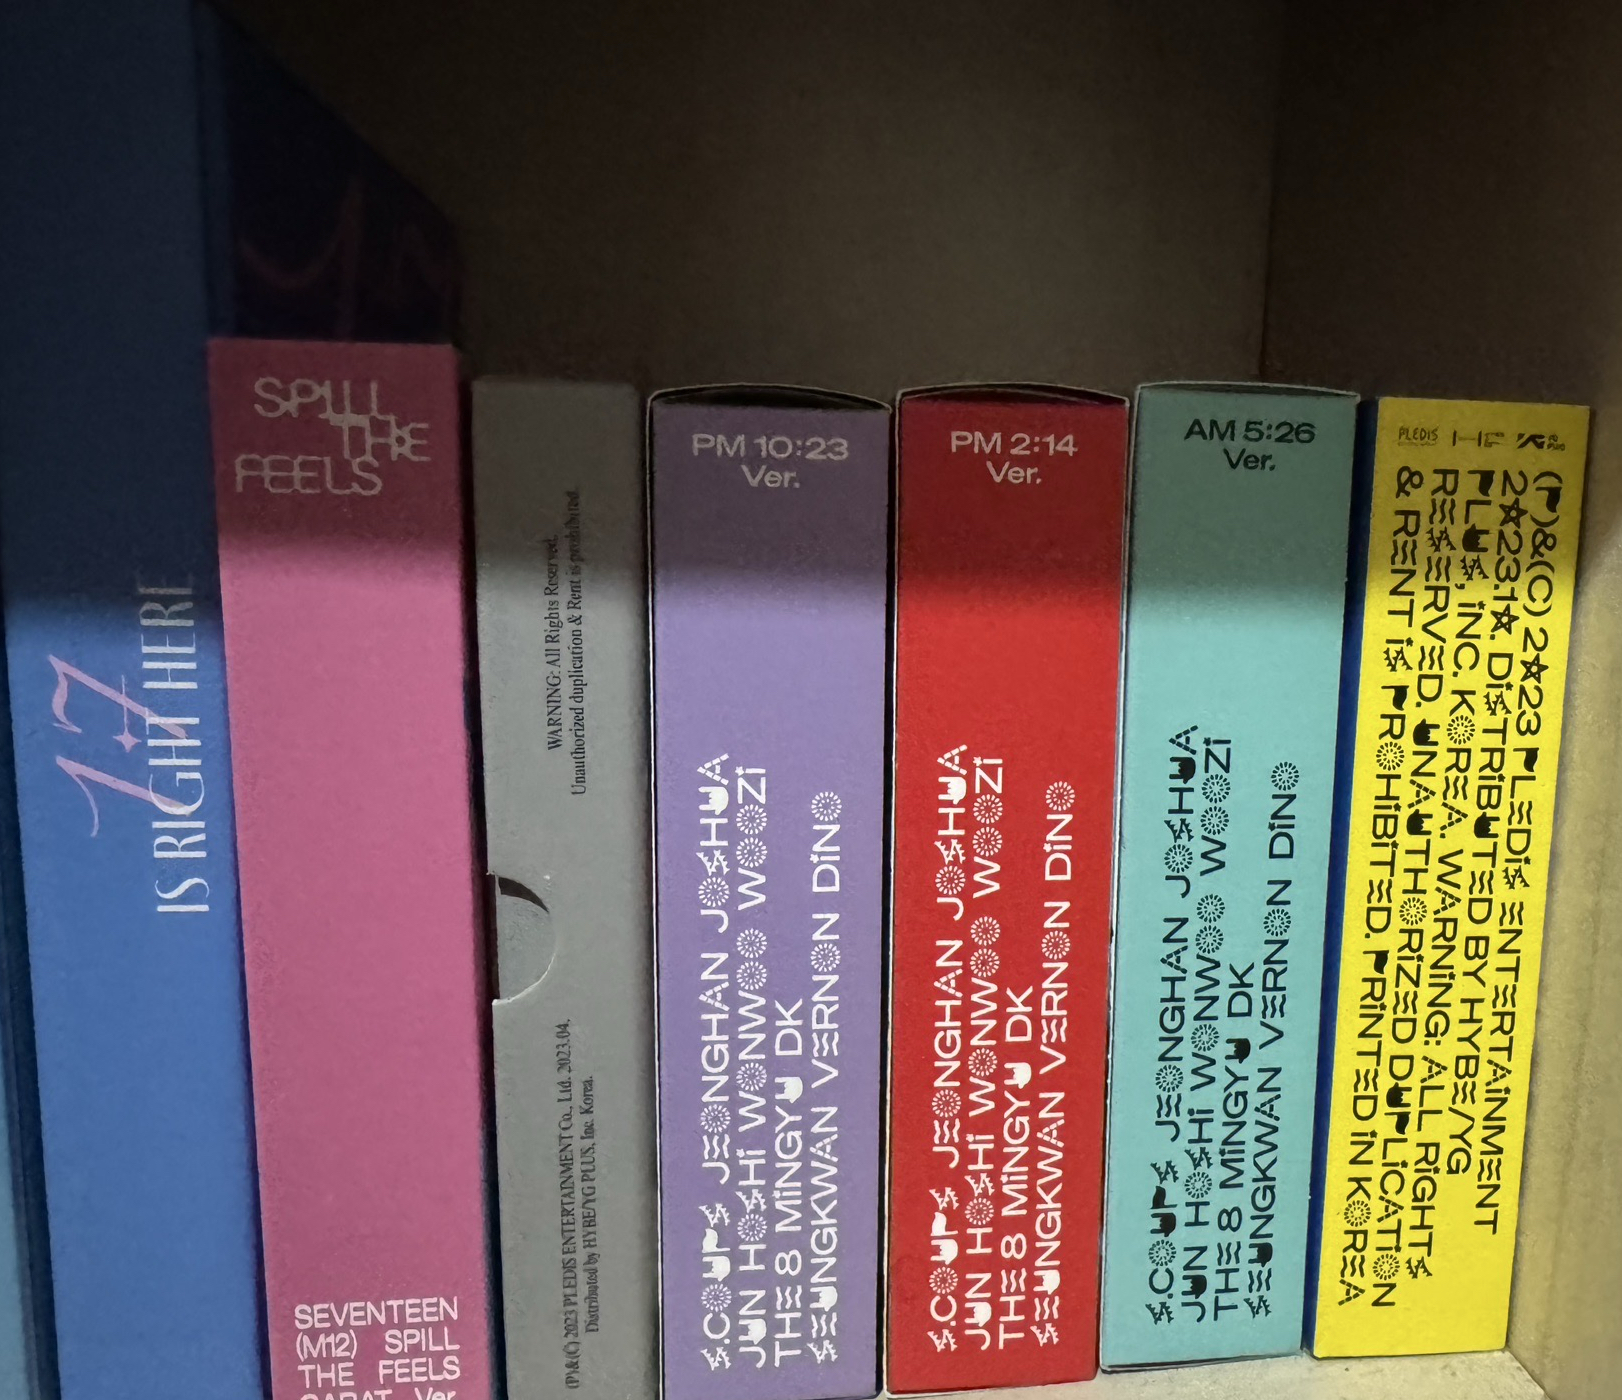 17
IS RIGHT HERE
SPILL
THE
FEELS
SEVENTEEN
(M12) SPILL
THE FEELS
CARAT Ver.
WARNING: All Rights Reserved.
Unauthorized duplication & Rent is prohibited.
(P)&(C) 2023 PLEDIS ENTERTAINMENT Co., Ltd. 2023.04.
Distributed by HYBE/YG PLUS, Inc. Korea.
PM 10:23
Ver.
S.COUPS JEONGHAN JOSHUA
JUN HOSHi WONWOO WOOZi
THE 8 MiNGYU DK
SEUNGKWAN VERNON DiNO
PM 2:14
Ver.
S.COUPS JEONGHAN JOSHUA
JUN HOSHi WONWOO WOOZi
THE 8 MiNGYU DK
SEUNGKWAN VERNON DiNO
AM 5:26
Ver.
S.COUPS JEONGHAN JOSHUA
JUN HOSHi WONWOO WOOZi
THE 8 MiNGYU DK
SEUNGKWAN VERNON DiNO
PLEDIS
YG PLUS
(P)&(C) 2023 PLEDiS ENTERTAiNMENT
2023.10. DiSTRiBUTED BY HYBE/YG
PLUS, iNC. KOREA. WARNiNG: ALL RiGHTS
RESERVED. UNAUTHORiZED DUPLiCATiON
& RENT iS PROHiBiTED. PRiNTED iN KOREA